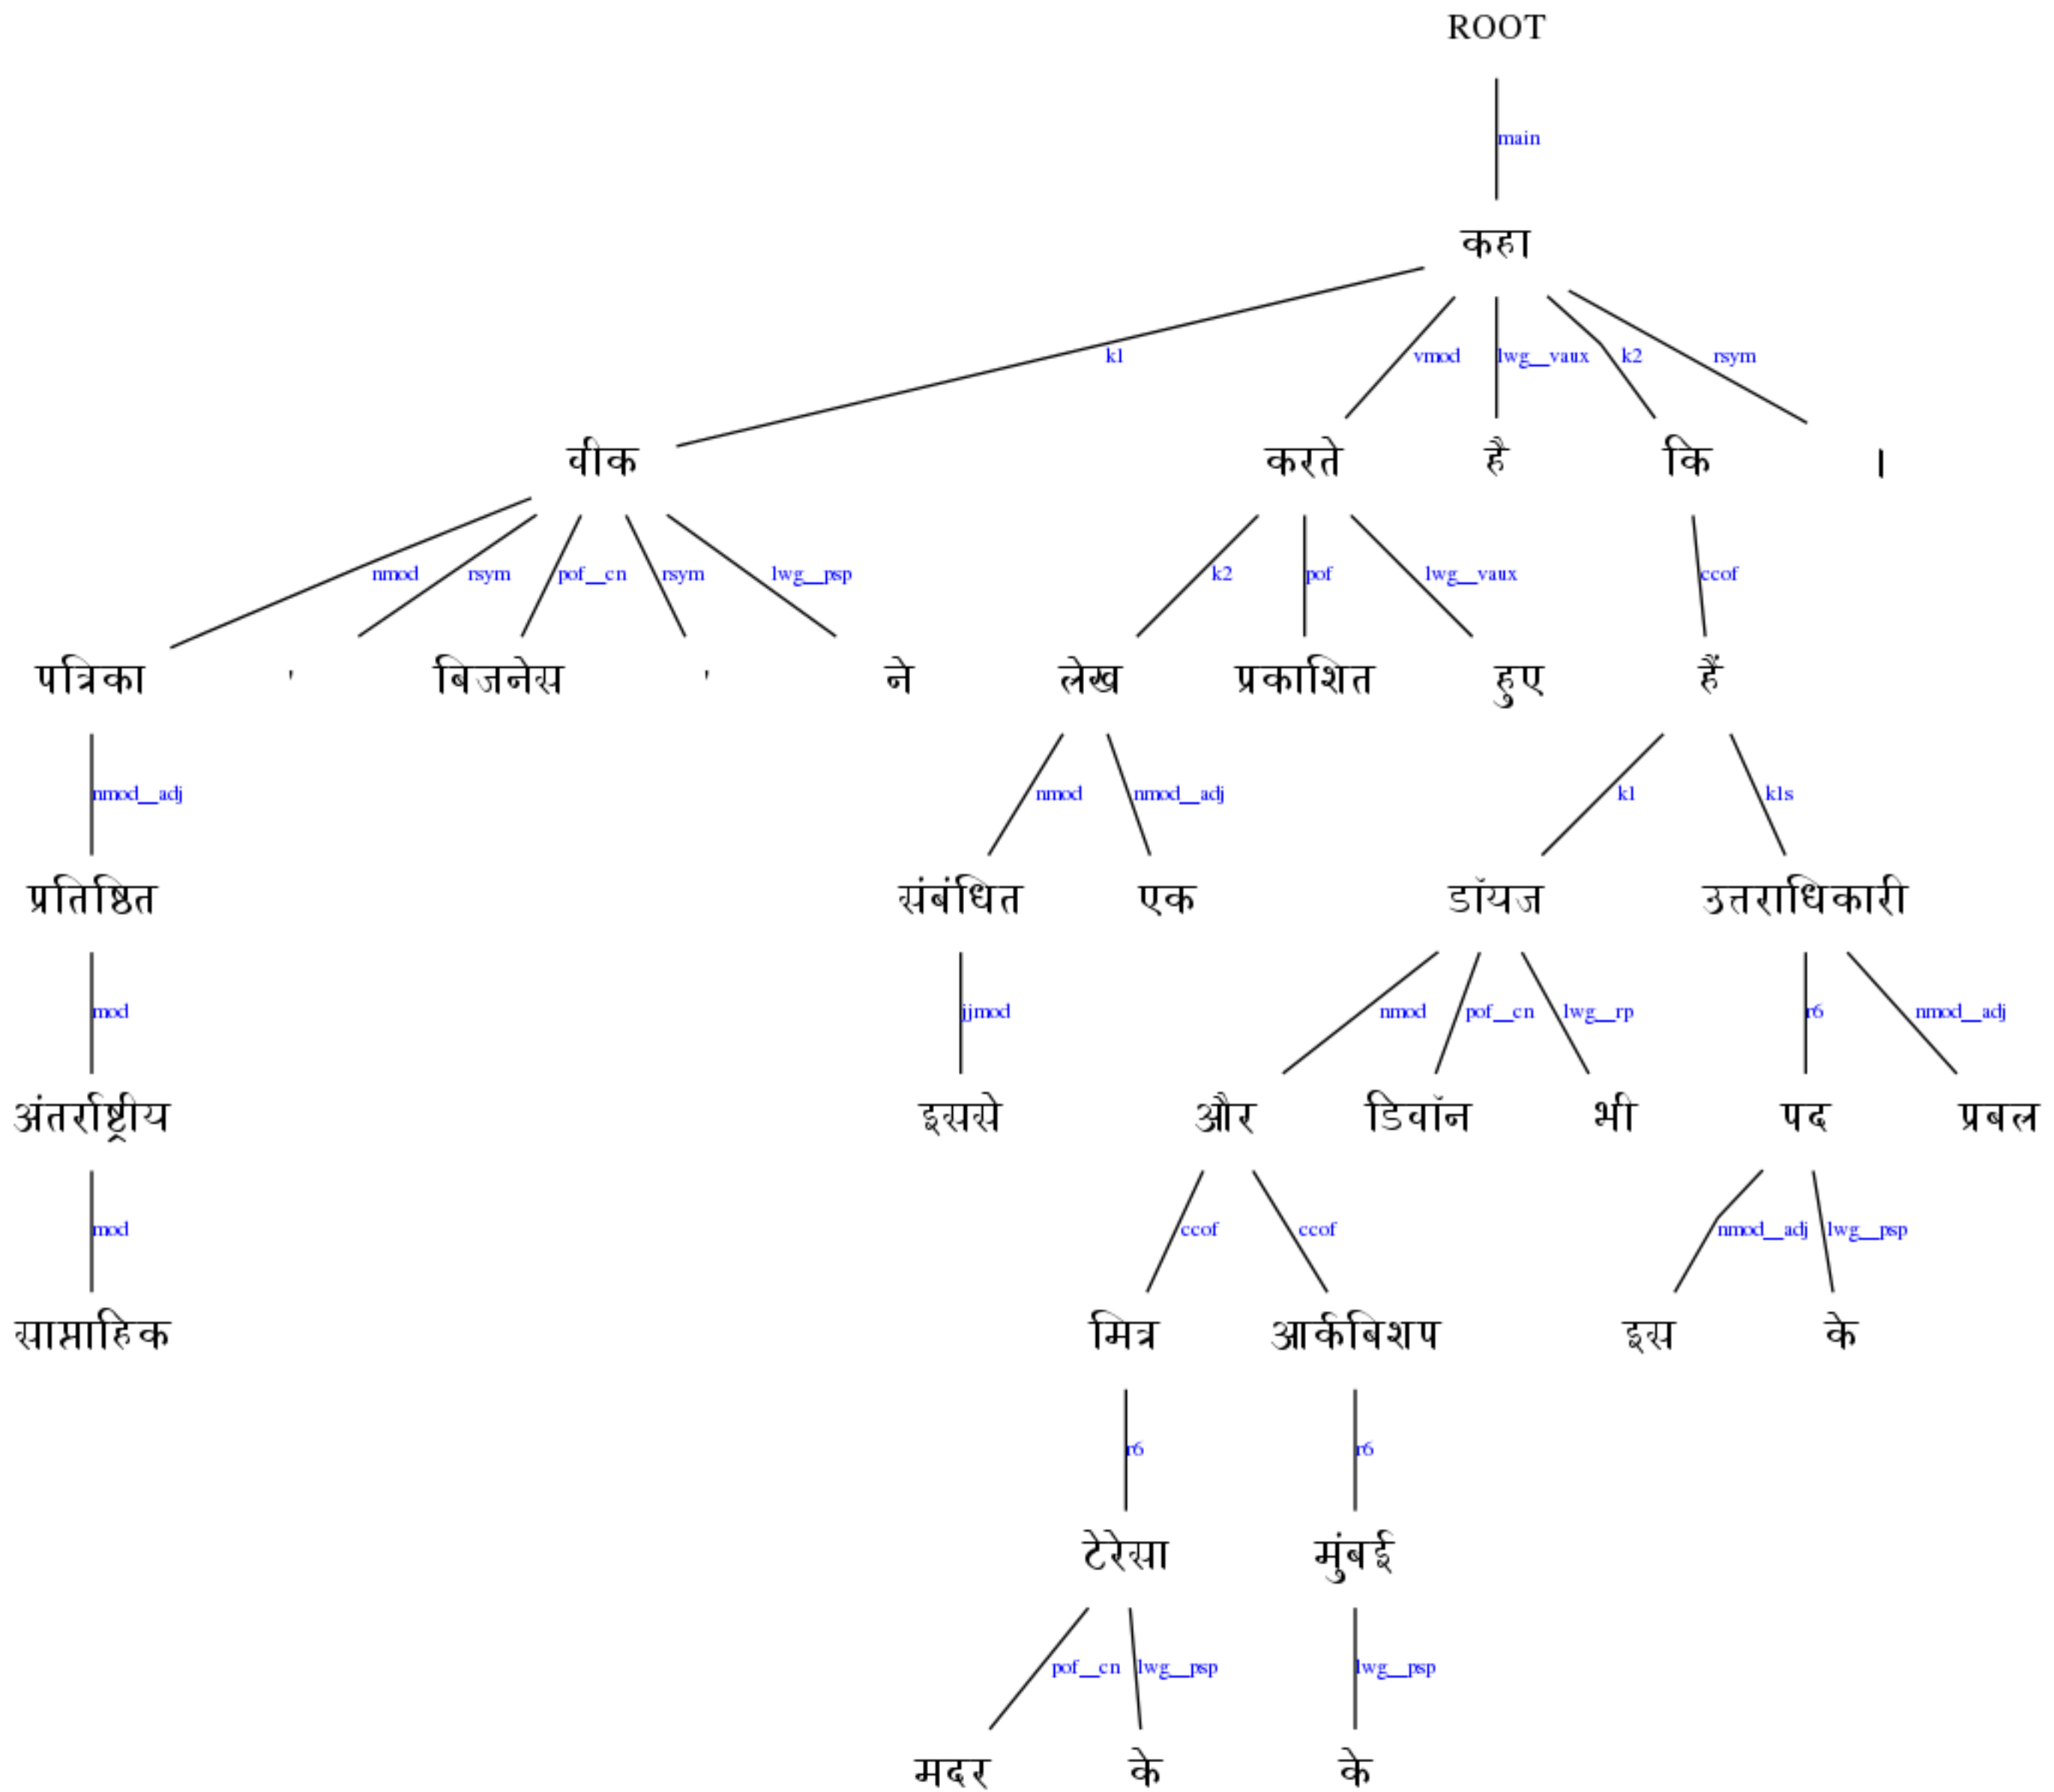 ROOT
main
कहा
k1 vmod lwg__vaux k2 rsym
वीक करते है कि ।
nmod rsym pof__cn rsym lwg__psp k2 pof lwg__vaux ccof
पत्रिका ' बिजनेस ' ने लेख प्रकाशित हुए हैं
nmod__adj nmod nmod__adj k1 k1s
प्रतिष्ठित संबंधित एक डॉयज उत्तराधिकारी
mod jjmod nmod pof__cn lwg__rp r6 nmod__adj
अंतर्राष्ट्रीय इससे और डिवॉन भी पद प्रबल
mod ccof ccof nmod__adj lwg__psp
साप्ताहिक मित्र आर्कबिशप इस के
r6 r6
टेरेसा मुंबई
pof__cn lwg__psp lwg__psp
मदर के के